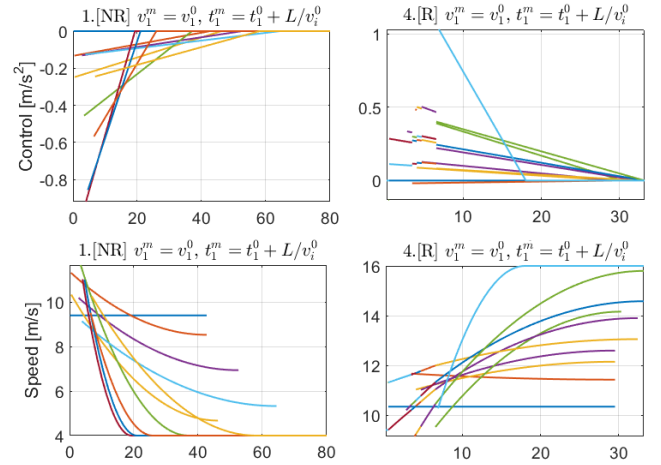 1.[NR] $v_1^m = v_1^0$, $t_1^m = t_1^0 + L/v_i^0$
4.[R] $v_1^m = v_1^0$, $t_1^m = t_1^0 + L/v_i^0$
Control [m/s²]
0
-0.2
-0.4
-0.6
-0.8
0 20 40 60 80
1
0.5
0
10 20 30
1.[NR] $v_1^m = v_1^0$, $t_1^m = t_1^0 + L/v_i^0$
4.[R] $v_1^m = v_1^0$, $t_1^m = t_1^0 + L/v_i^0$
Speed [m/s]
10
8
6
4
0 20 40 60 80
16
14
12
10
10 20 30